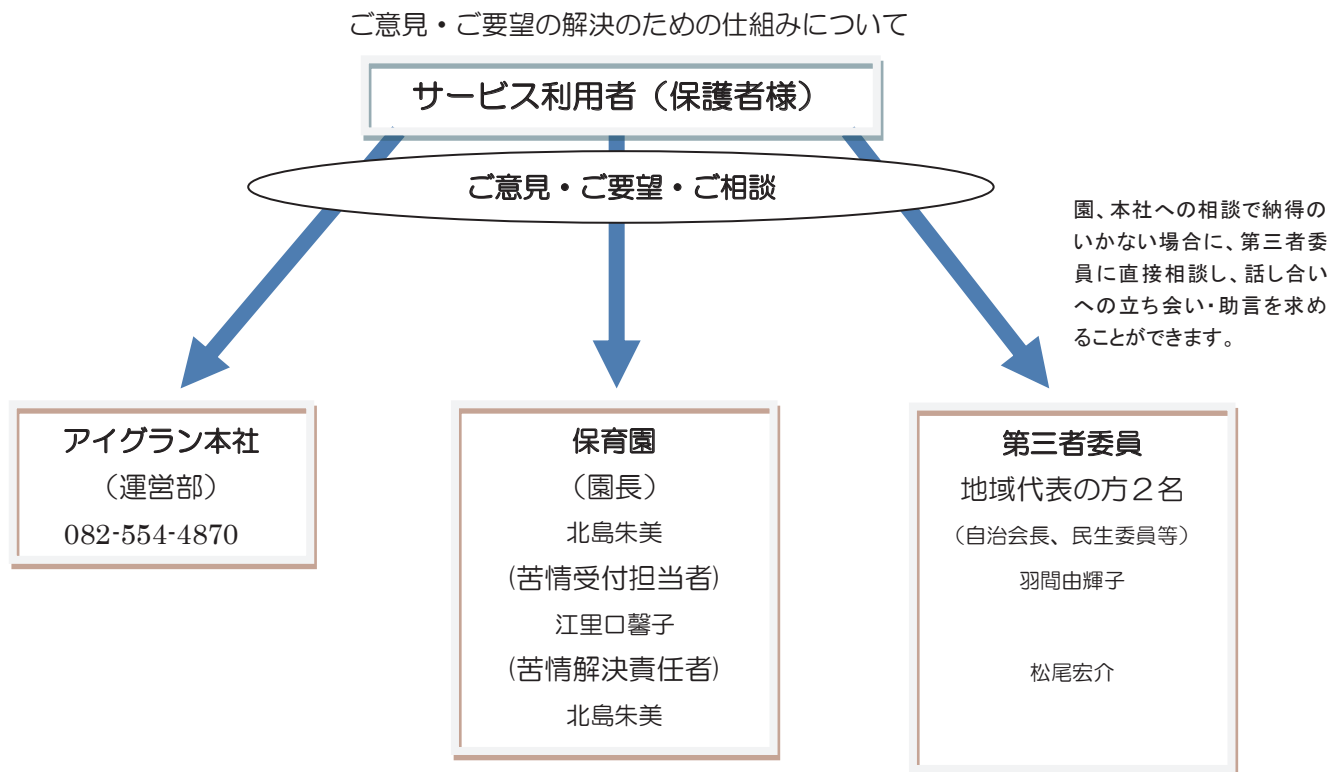 ご意見・ご要望の解決のための仕組みについて
サービス利用者（保護者様）
ご意見・ご要望・ご相談
園、本社への相談で納得の
いかない場合に、第三者委
員に直接相談し、話し合い
への立ち会い・助言を求め
ることができます。
アイグラン本社
（運営部）
082-554-4870
保育園
（園長）
北島朱美
(苦情受付担当者)
江里口馨子
(苦情解決責任者)
北島朱美
第三者委員
地域代表の方２名
（自治会長、民生委員等）
羽間由輝子
松尾宏介